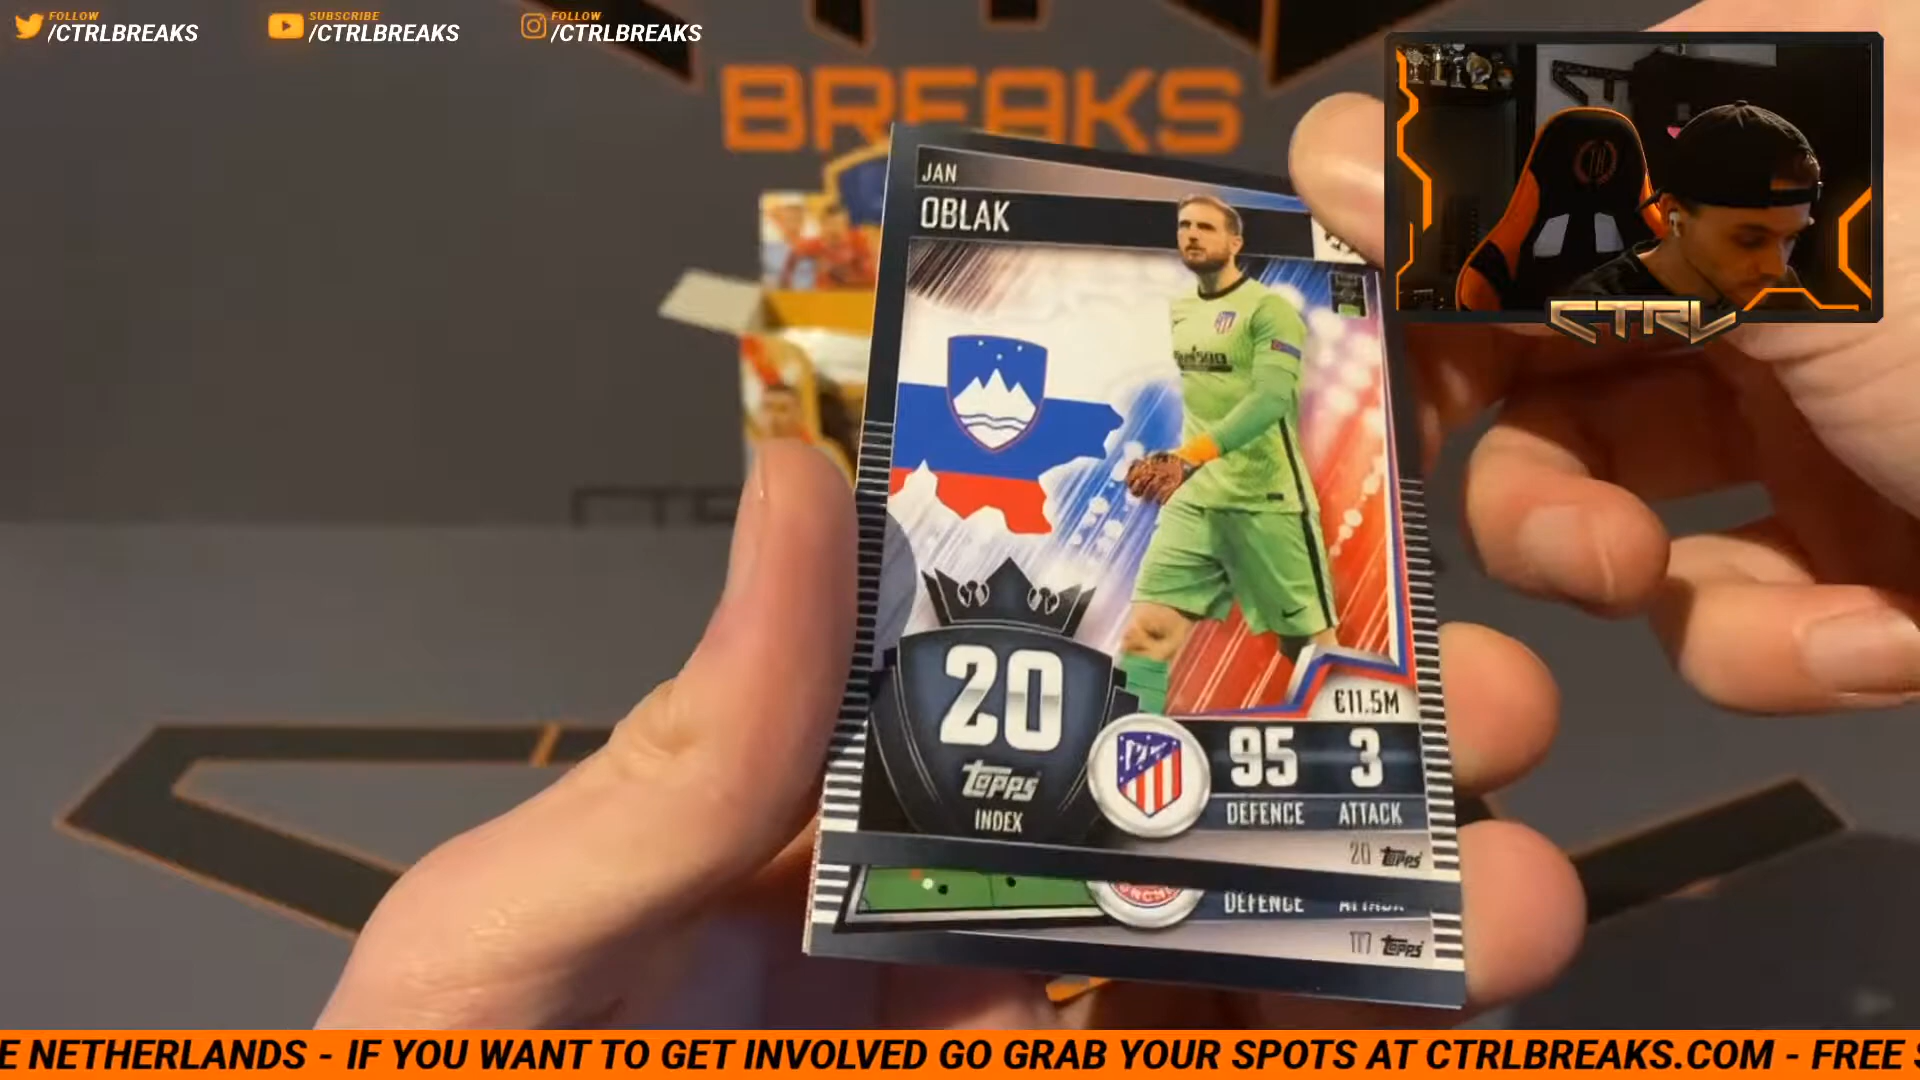 FOLLOW
/CTRLBREAKS
SUBSCRIBE
/CTRLBREAKS
FOLLOW
/CTRLBREAKS
BREAKS
JAN
OBLAK
CTRL
€11.5M
20
95 3
TOPPS
INDEX
DEFENCE ATTACK
20 TOPPS
DEFENCE ATTACK
117 TOPPS
E NETHERLANDS - IF YOU WANT TO GET INVOLVED GO GRAB YOUR SPOTS AT CTRLBREAKS.COM - FREE S